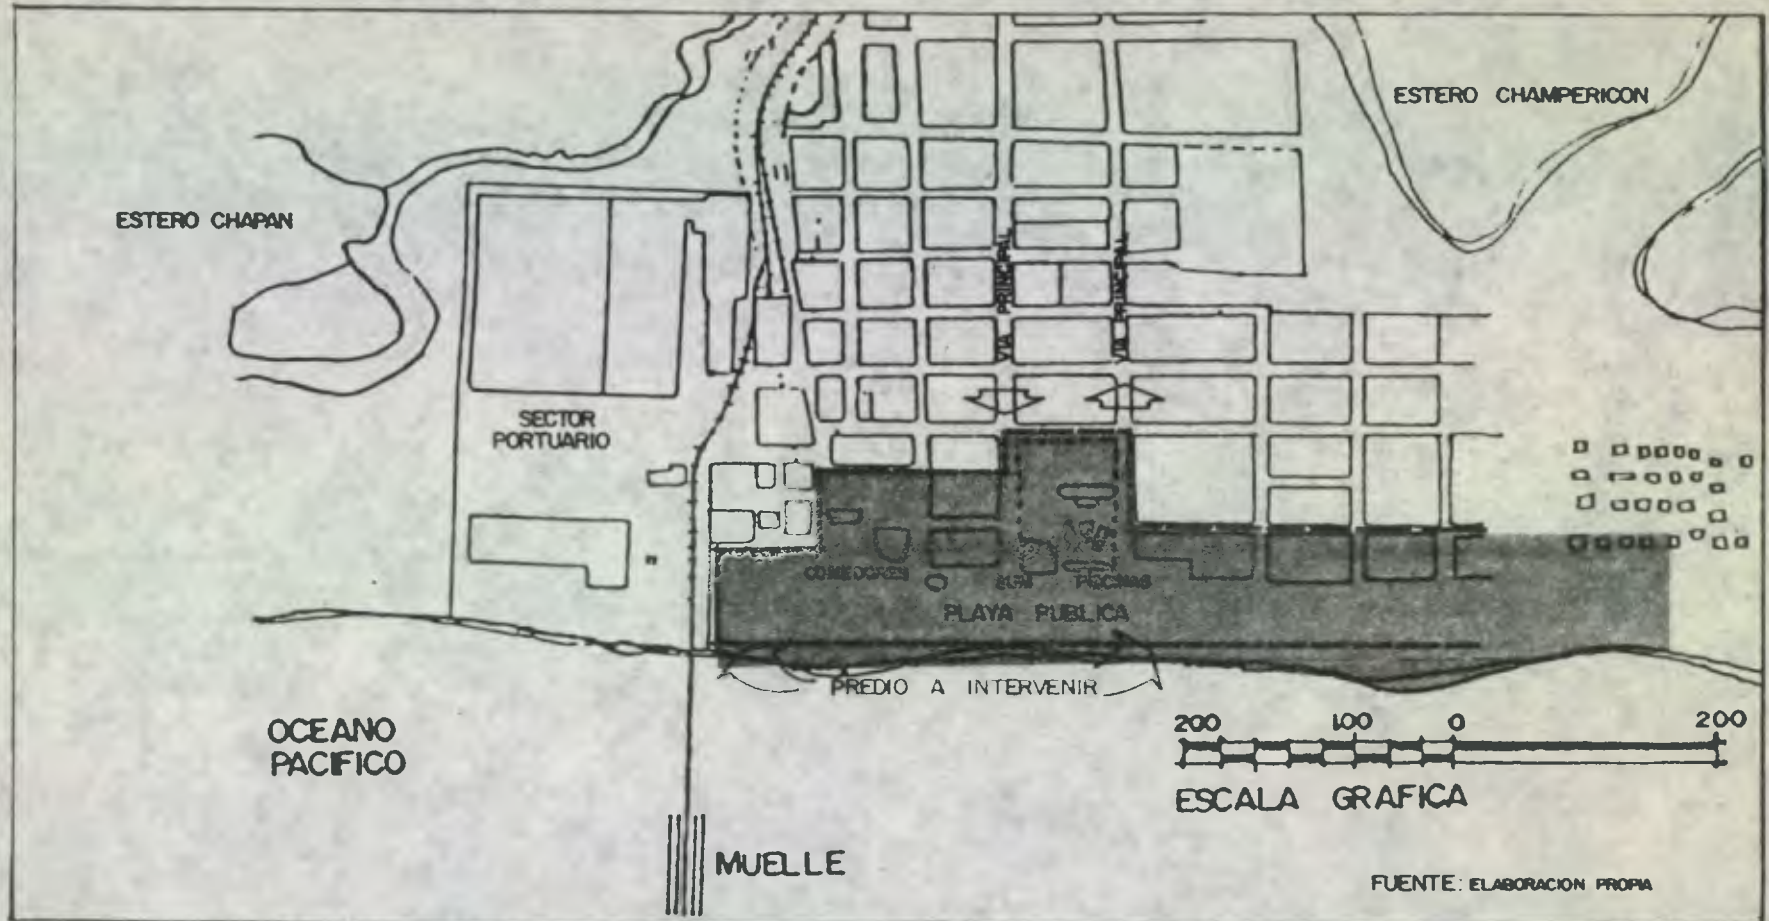 ESTERO CHAMPERICON
ESTERO CHAPAN
VIA PRINCIPAL
VIA PRINCIPAL
SECTOR
PORTUARIO
COMEDORES
PISCINAS
PLAYA PUBLICA
PREDIO A INTERVENIR
OCEANO
PACIFICO
200 100 0 200
ESCALA GRAFICA
MUELLE
FUENTE: ELABORACION PROPIA